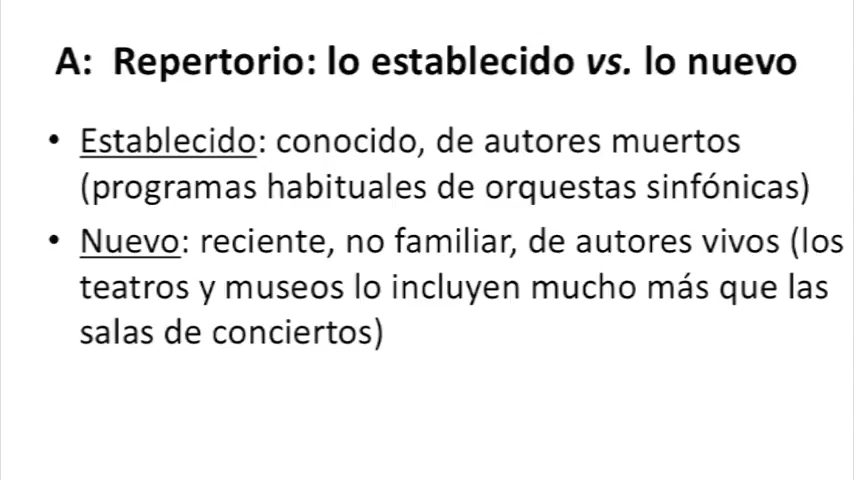 A: Repertorio: lo establecido vs. lo nuevo
• Establecido: conocido, de autores muertos
(programas habituales de orquestas sinfónicas)
• Nuevo: reciente, no familiar, de autores vivos (los
teatros y museos lo incluyen mucho más que las
salas de conciertos)